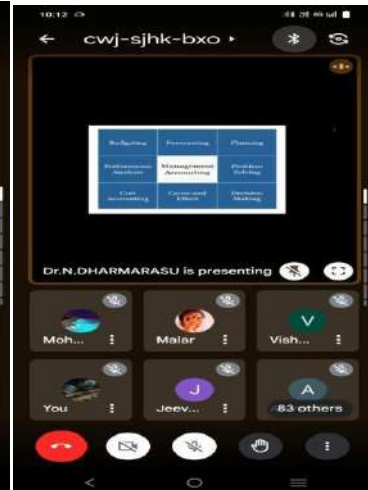 10:12
cwj-sjhk-bxo
Budgeting Forecasting Planning
Performance Analysis Management Accounting Problem Solving
Cost Accounting Cause and Effect Decision Making
Dr.N.DHARMARASU is presenting
Moh... Malar Vish...
V
You Jeev... 83 others
J A